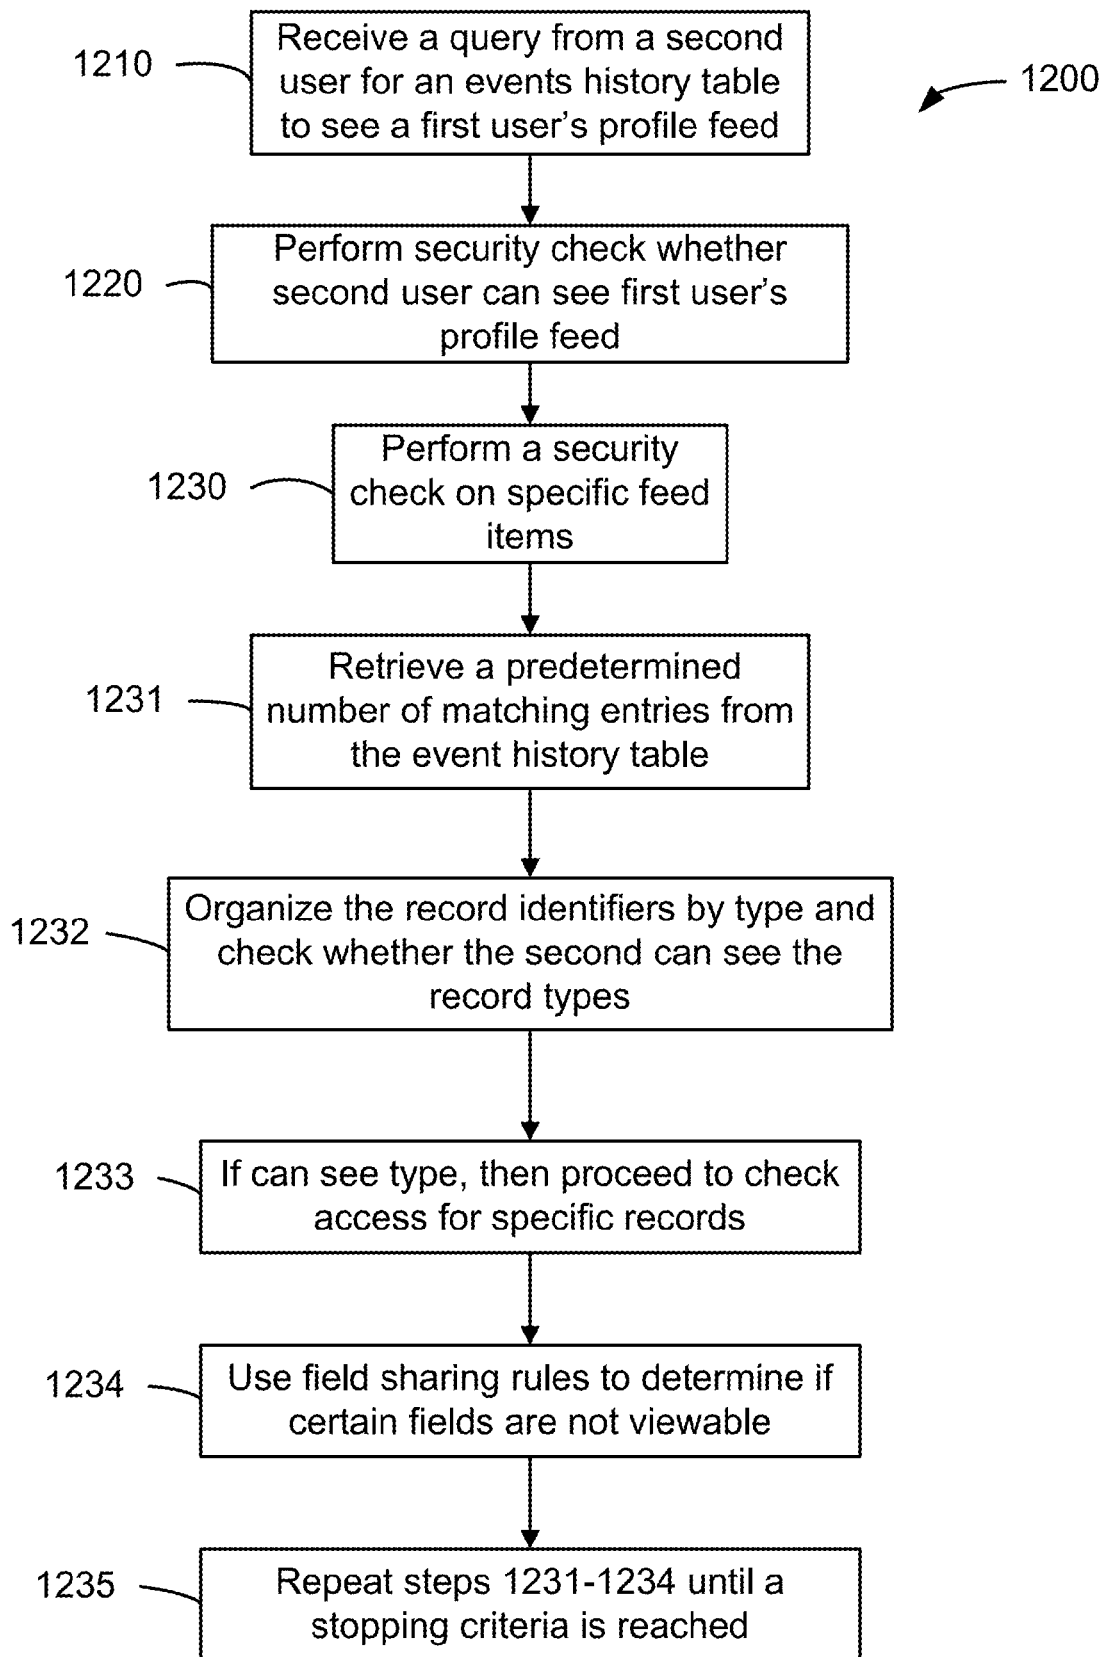 Receive a query from a second
user for an events history table
to see a first user's profile feed
1210
1200
Perform security check whether
second user can see first user's
profile feed
1220
Perform a security
check on specific feed
items
1230
Retrieve a predetermined
number of matching entries from
the event history table
1231
Organize the record identifiers by type and
check whether the second can see the
record types
1232
If can see type, then proceed to check
access for specific records
1233
Use field sharing rules to determine if
certain fields are not viewable
1234
Repeat steps 1231-1234 until a
stopping criteria is reached
1235